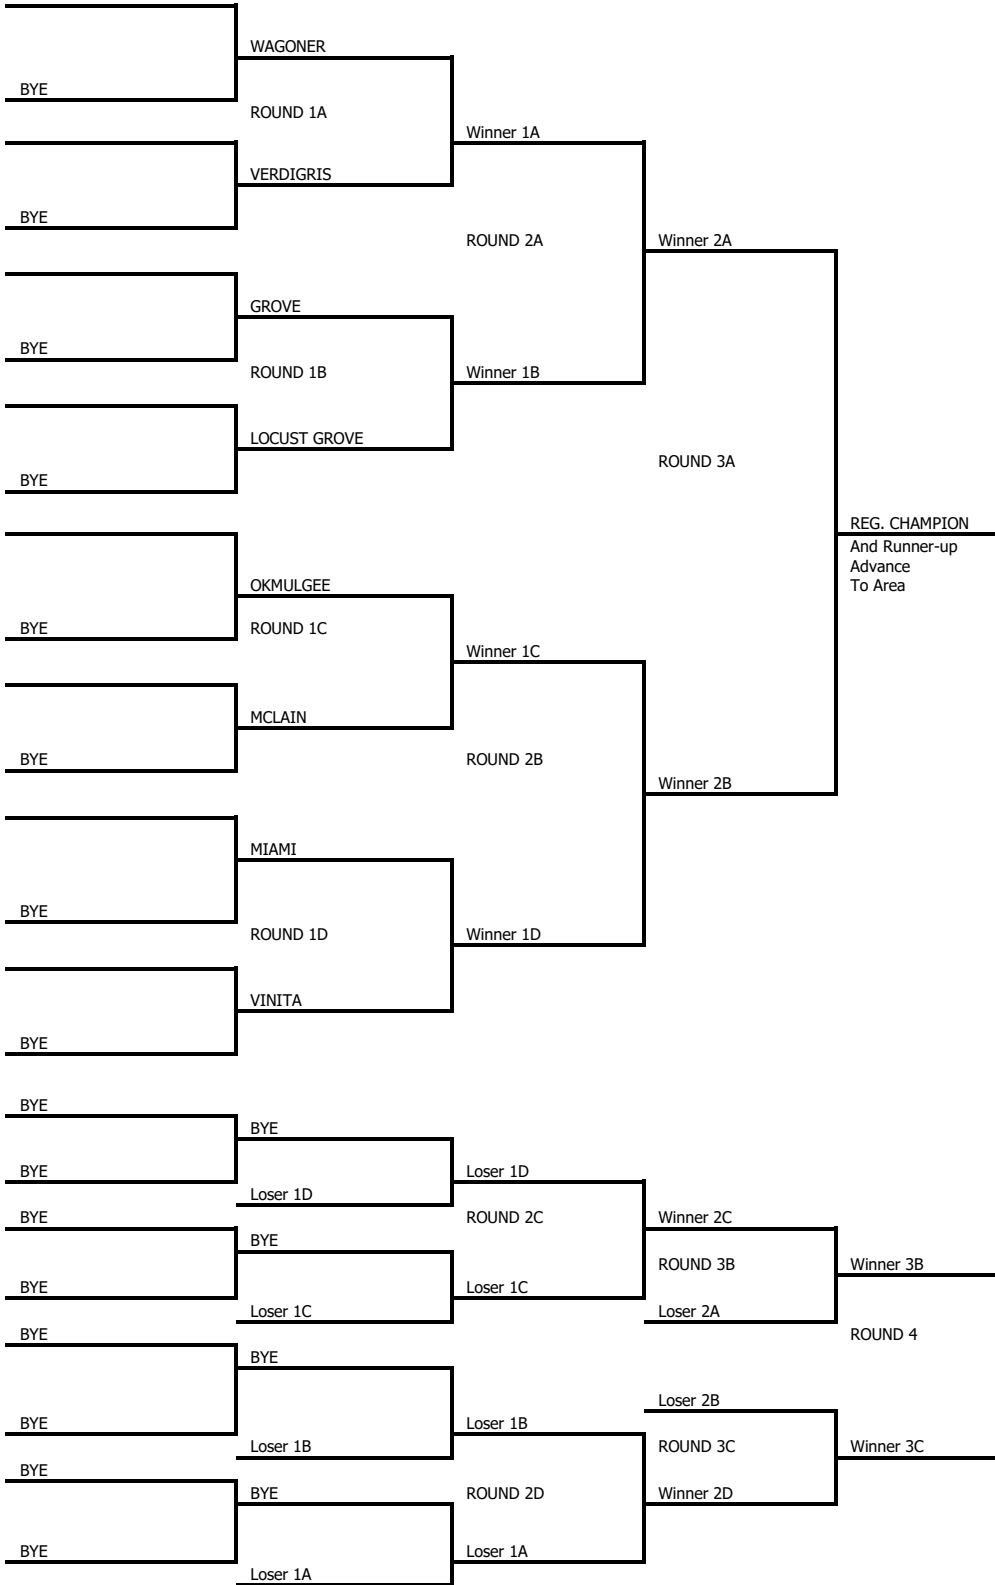 WAGONER
BYE
ROUND 1A
Winner 1A
VERDIGRIS
BYE
ROUND 2A
Winner 2A
GROVE
BYE
ROUND 1B
Winner 1B
LOCUST GROVE
ROUND 3A
BYE
REG. CHAMPION
And Runner-up
Advance
To Area
OKMULGEE
BYE
ROUND 1C
Winner 1C
MCLAIN
BYE
ROUND 2B
Winner 2B
MIAMI
BYE
ROUND 1D
Winner 1D
VINITA
BYE
BYE
BYE
BYE
Loser 1D
Loser 1D
BYE
ROUND 2C
Winner 2C
BYE
ROUND 3B
Winner 3B
BYE
Loser 1C
Loser 1C
Loser 2A
BYE
ROUND 4
BYE
Loser 2B
BYE
Loser 1B
Loser 1B
ROUND 3C
Winner 3C
BYE
BYE
ROUND 2D
Winner 2D
BYE
Loser 1A
Loser 1A